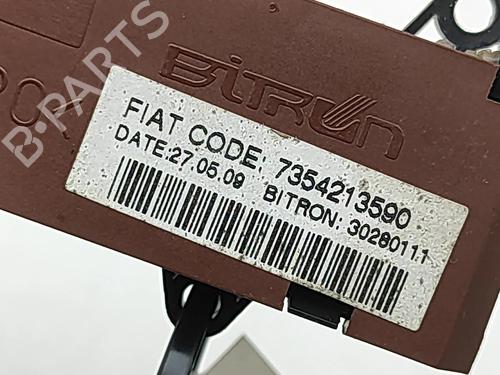 BiTRON
FIAT CODE: 7354213590
DATE:27.05.09 BITRON: 30280111
B-PARTS